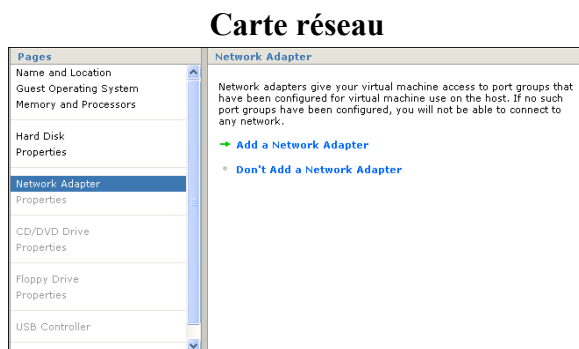 Carte réseau
Pages
Name and Location
Guest Operating System
Memory and Processors
Hard Disk
Properties
Network Adapter
Properties
CD/DVD Drive
Properties
Floppy Drive
Properties
USB Controller
Network Adapter
Network adapters give your virtual machine access to port groups that
have been configured for virtual machine use on the host. If no such
port groups have been configured, you will not be able to connect to
any network.
Add a Network Adapter
Don't Add a Network Adapter